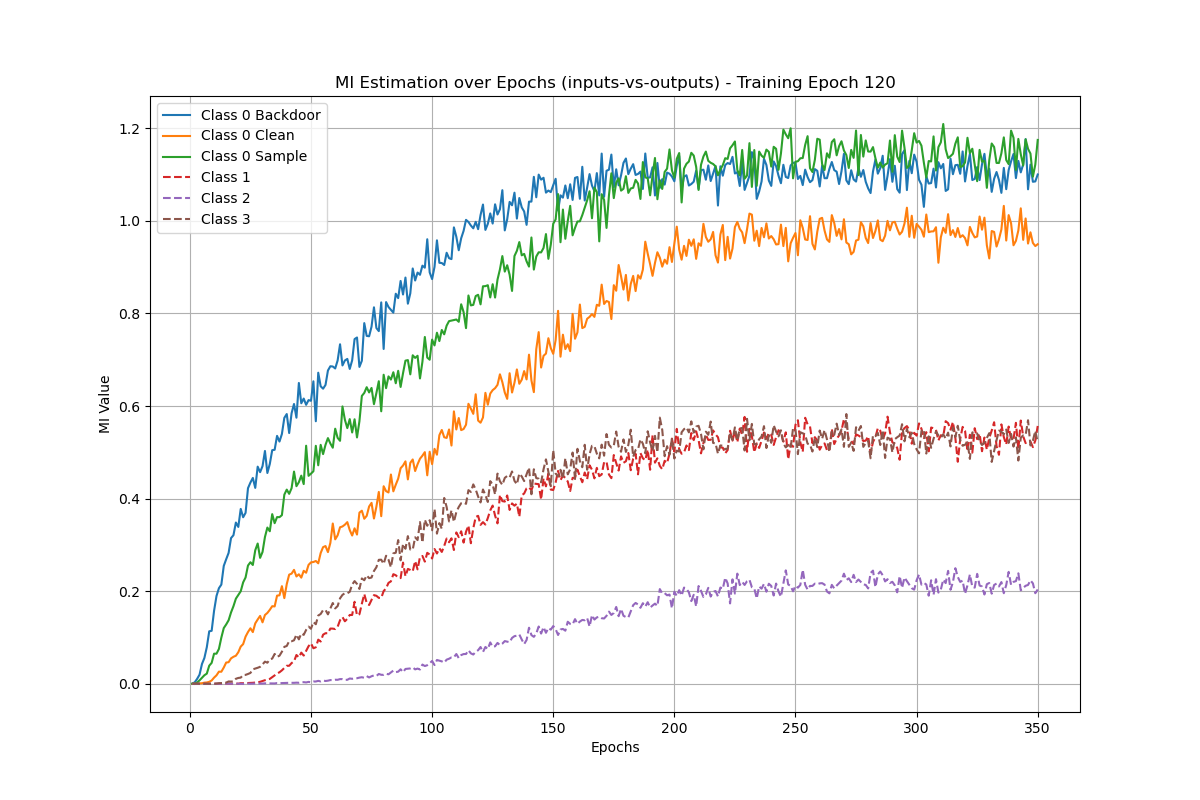 MI Estimation over Epochs (inputs-vs-outputs) - Training Epoch 120
Class 0 Backdoor
Class 0 Clean
Class 0 Sample
Class 1
Class 2
Class 3
MI Value
1.2
1.0
0.8
0.6
0.4
0.2
0.0
0 50 100 150 200 250 300 350
Epochs